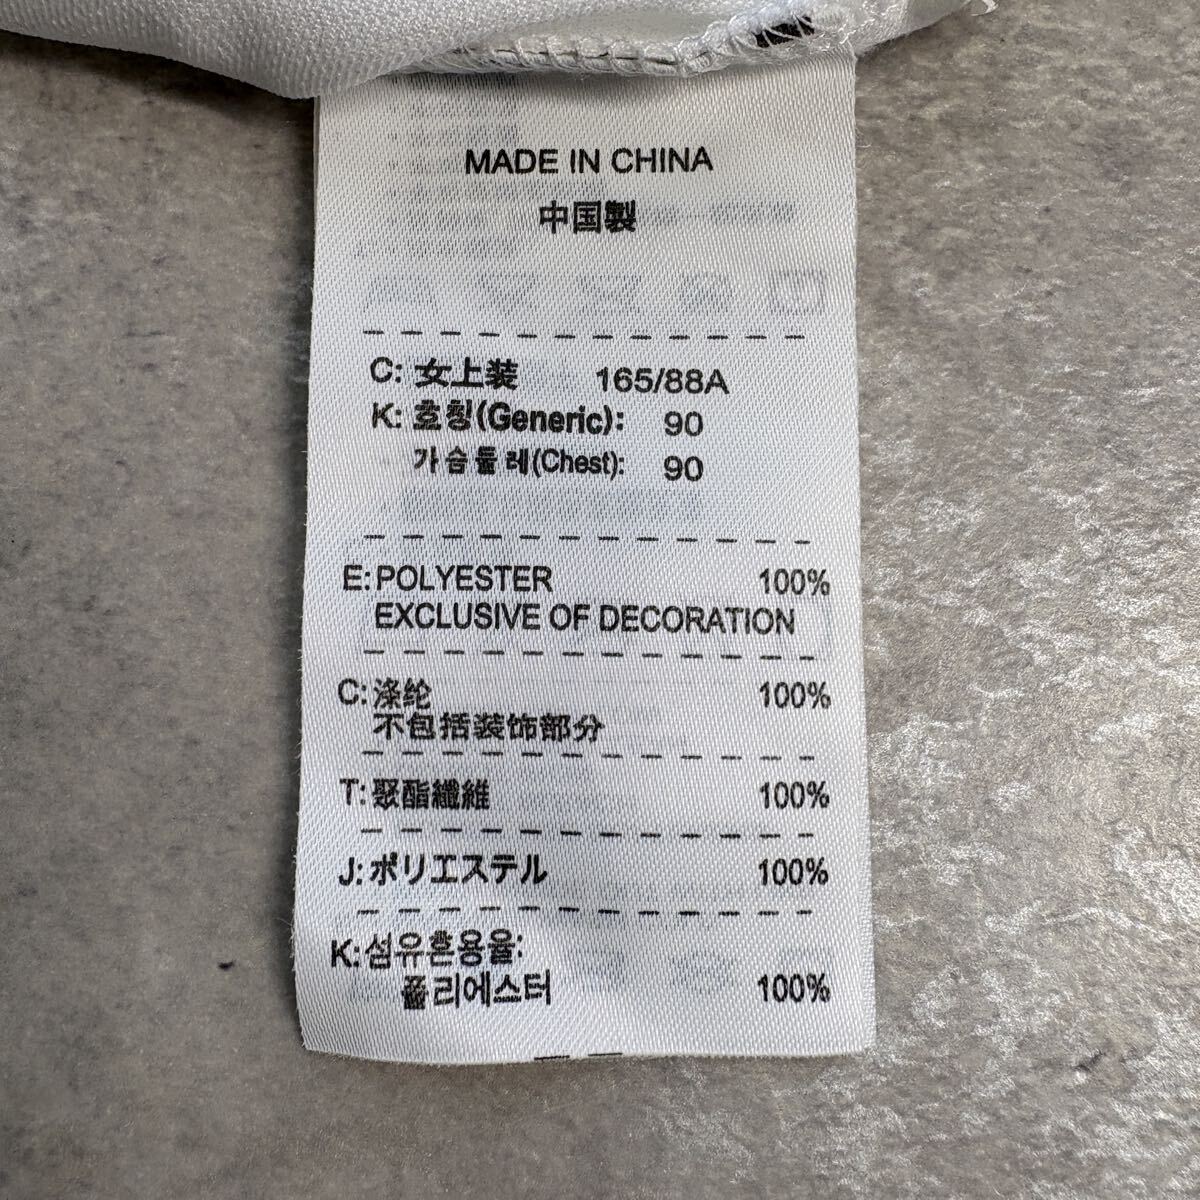 MADE IN CHINA
中国製
C: 女上装 165/88A
K: 호칭(Generic): 90
가슴둘레(Chest): 90
E: POLYESTER 100%
EXCLUSIVE OF DECORATION
C: 涤纶 100%
不包括装饰部分
T: 聚酯纖維 100%
J: ポリエステル 100%
K: 섬유혼용율:
폴리에스터 100%